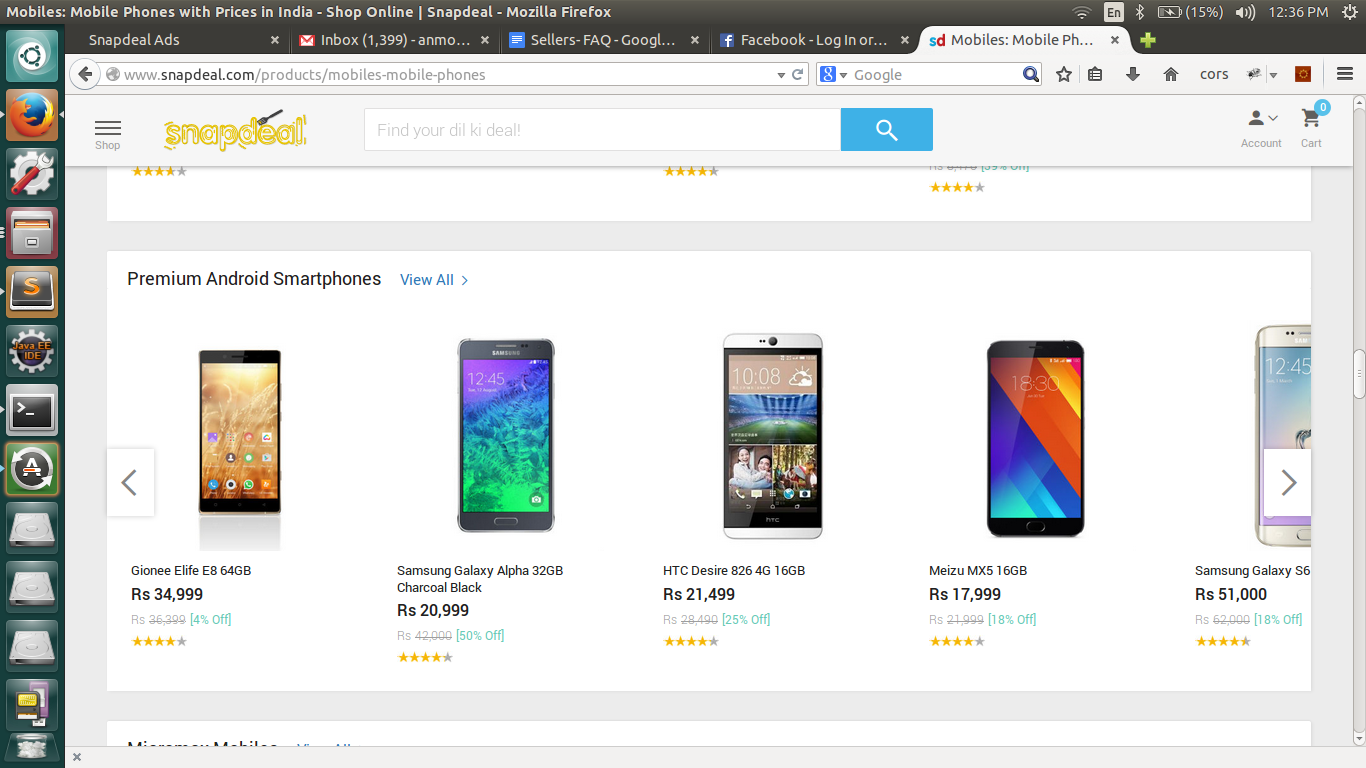 Mobiles: Mobile Phones with Prices in India - Shop Online | Snapdeal - Mozilla Firefox
En
(15%)
12:36 PM
Snapdeal Ads
Inbox (1,399) - anmo...
Sellers- FAQ - Googl...
Facebook - Log In or...
sd Mobiles: Mobile Ph...
www.snapdeal.com/products/mobiles-mobile-phones
Google
cors
Shop
snapdeal
Find your dil ki deal!
Account
0
Cart
Premium Android Smartphones
View All
SAMSUNG
12:45
10:08
htc
18:30
12:45
Gionee Elife E8 64GB
Rs 34,999
Rs 36,399 [4% Off]
Samsung Galaxy Alpha 32GB
Charcoal Black
Rs 20,999
Rs 42,000 [50% Off]
HTC Desire 826 4G 16GB
Rs 21,499
Rs 28,490 [25% Off]
Meizu MX5 16GB
Rs 17,999
Rs 21,999 [18% Off]
Samsung Galaxy S6
Rs 51,000
Rs 62,000 [18% Off]
Micromax Mobiles
View All
Java EE
IDE